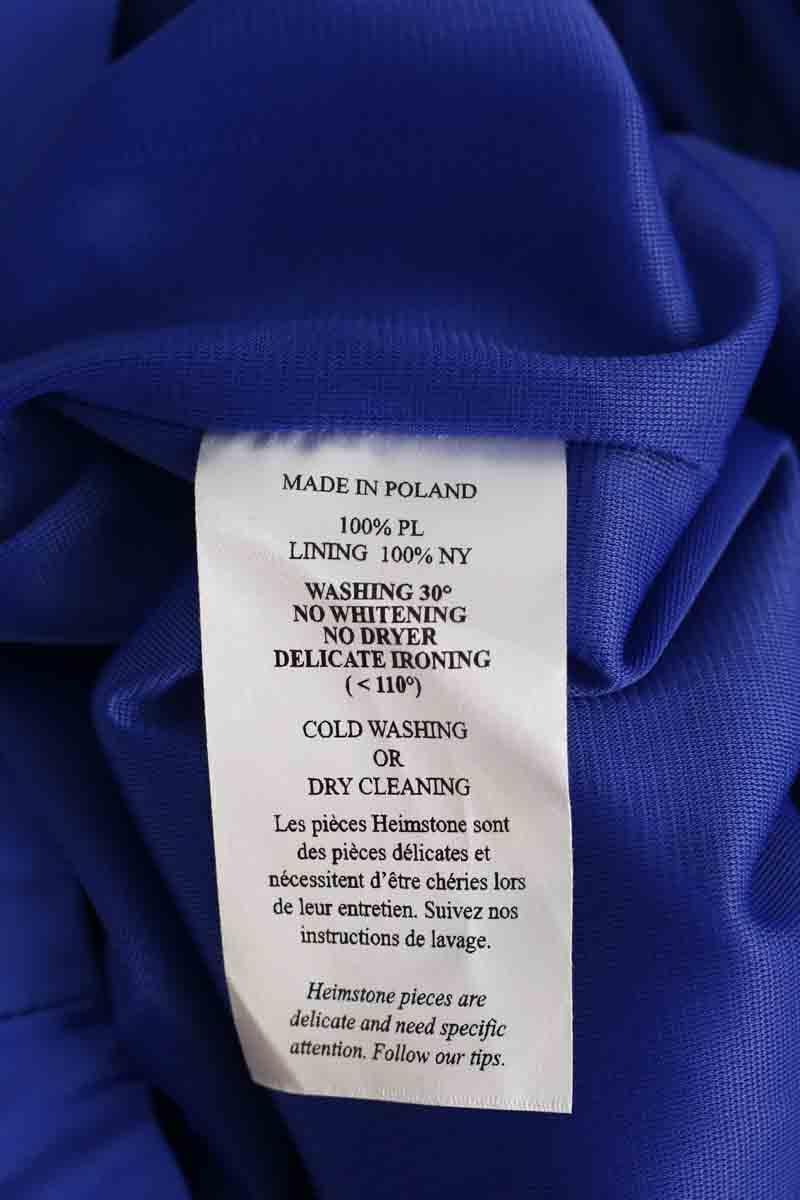 MADE IN POLAND
100% PL
LINING 100% NY
WASHING 30°
NO WHITENING
NO DRYER
DELICATE IRONING
(< 110°)
COLD WASHING
OR
DRY CLEANING
Les pièces Heimstone sont
des pièces délicates et
nécessitent d'être chéries lors
de leur entretien. Suivez nos
instructions de lavage.
Heimstone pieces are
delicate and need specific
attention. Follow our tips.